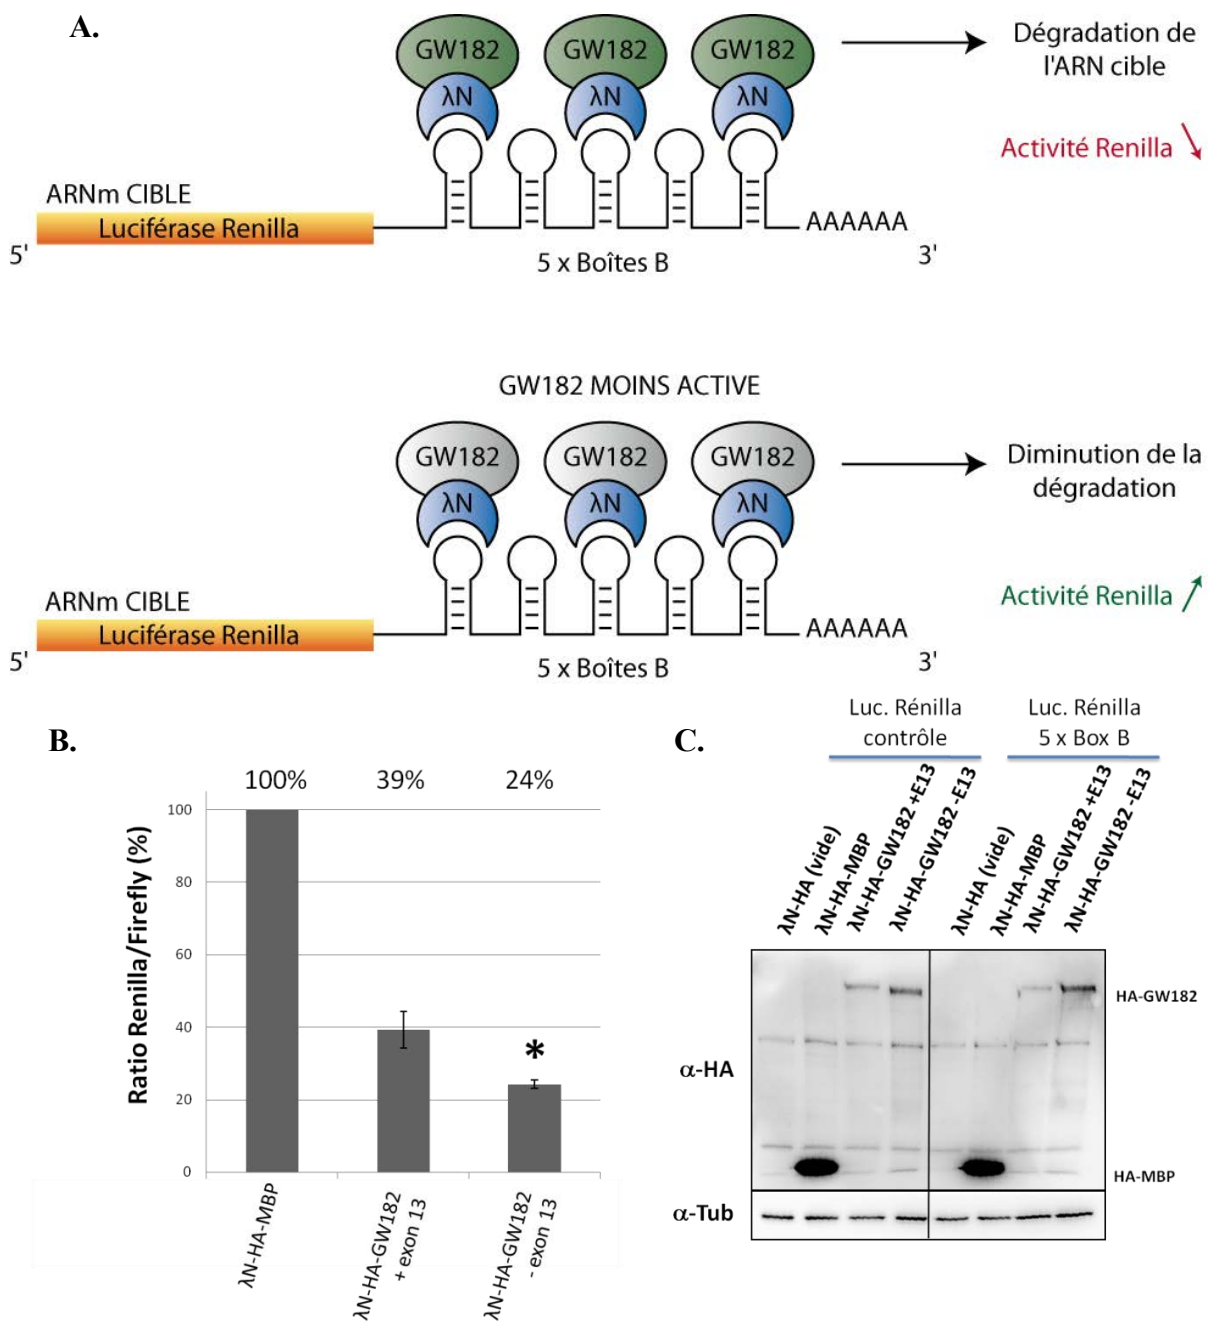 A.
GW182 GW182 GW182
λN λN λN
Dégradation de
l'ARN cible
Activité Renilla
ARNm CIBLE
Luciférase Renilla
AAAAAA
5'
5 x Boîtes B
3'
GW182 MOINS ACTIVE
GW182 GW182 GW182
λN λN λN
Diminution de la
dégradation
Activité Renilla
ARNm CIBLE
Luciférase Renilla
AAAAAA
5'
5 x Boîtes B
3'
B.
100% 39% 24%
Ratio Renilla/Firefly (%)
100
80
60
40
20
0
*
λN-HA-MBP
λN-HA-GW182
+ exon 13
λN-HA-GW182
- exon 13
C.
Luc. Rénilla
contrôle
Luc. Rénilla
5 x Box B
λN-HA (vide)
λN-HA-MBP
λN-HA-GW182 +E13
λN-HA-GW182 -E13
λN-HA (vide)
λN-HA-MBP
λN-HA-GW182 +E13
λN-HA-GW182 -E13
HA-GW182
α-HA
HA-MBP
α-Tub